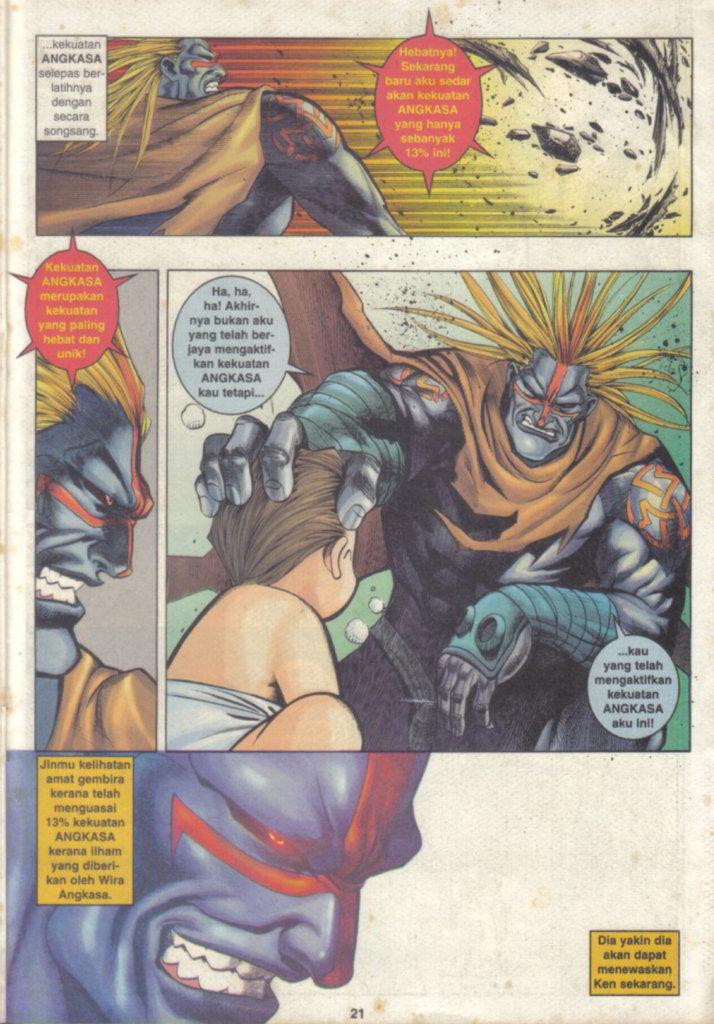 ...kekuatan
ANGKASA
selepas ber-
latihnya
dengan
secara
songsang.
Hebatnya!
Sekarang
baru aku sedar
akan kekuatan
ANGKASA
yang hanya
sebanyak
13% ini!
Kekuatan
ANGKASA
merupakan
kekuatan
yang paling
hebat dan
unik!
Ha, ha,
ha! Akhir-
nya bukan aku
yang telah ber-
jaya mengaktif-
kan kekuatan
ANGKASA
kau tetapi...
...kau
yang telah
mengaktifkan
kekuatan
ANGKASA
aku ini!
Jinmu kelihatan
amat gembira
kerana telah
menguasai
13% kekuatan
ANGKASA
kerana ilham
yang diberi-
kan oleh Wira
Angkasa.
Dia yakin dia
akan dapat
menewaskan
Ken sekarang.
21